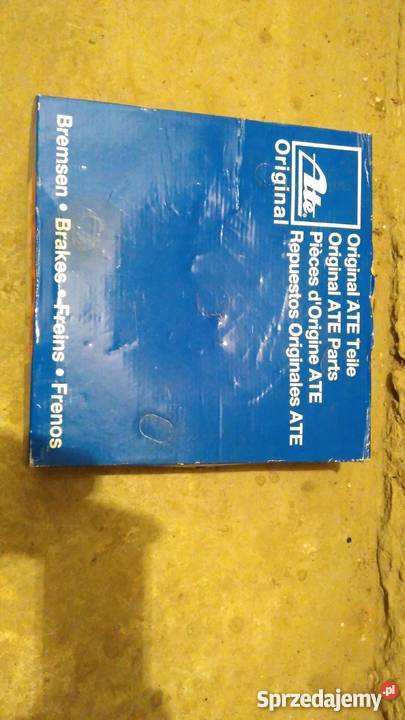 Ate
Original
Original ATE Teile
Original ATE Parts
Pièces d'Origine ATE
Repuestos Originales ATE
Bremsen • Brakes • Freins • Frenos
Sprzedajemy.pl